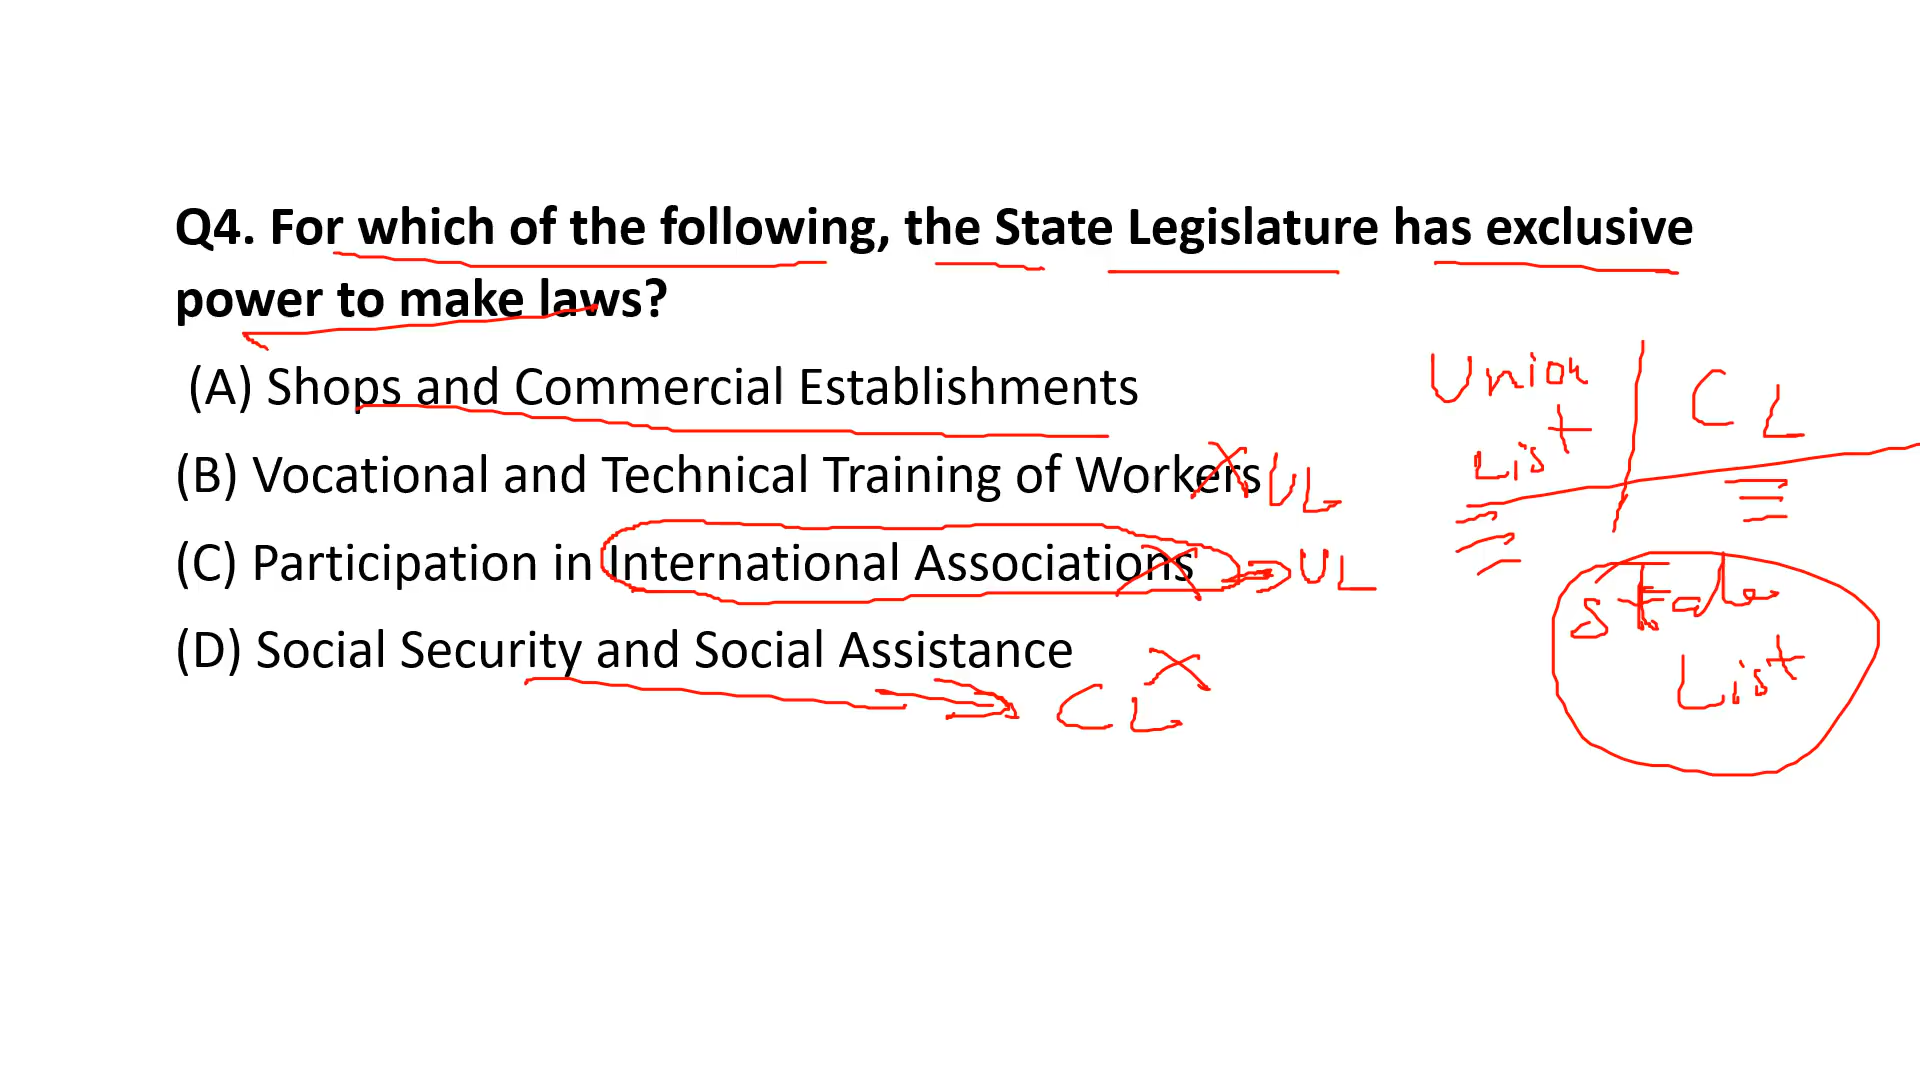 Q4. For which of the following, the State Legislature has exclusive
power to make laws?
(A) Shops and Commercial Establishments
(B) Vocational and Technical Training of Workers UL
(C) Participation in International Associations UL
(D) Social Security and Social Assistance
CL
Union
List
CL
State
List